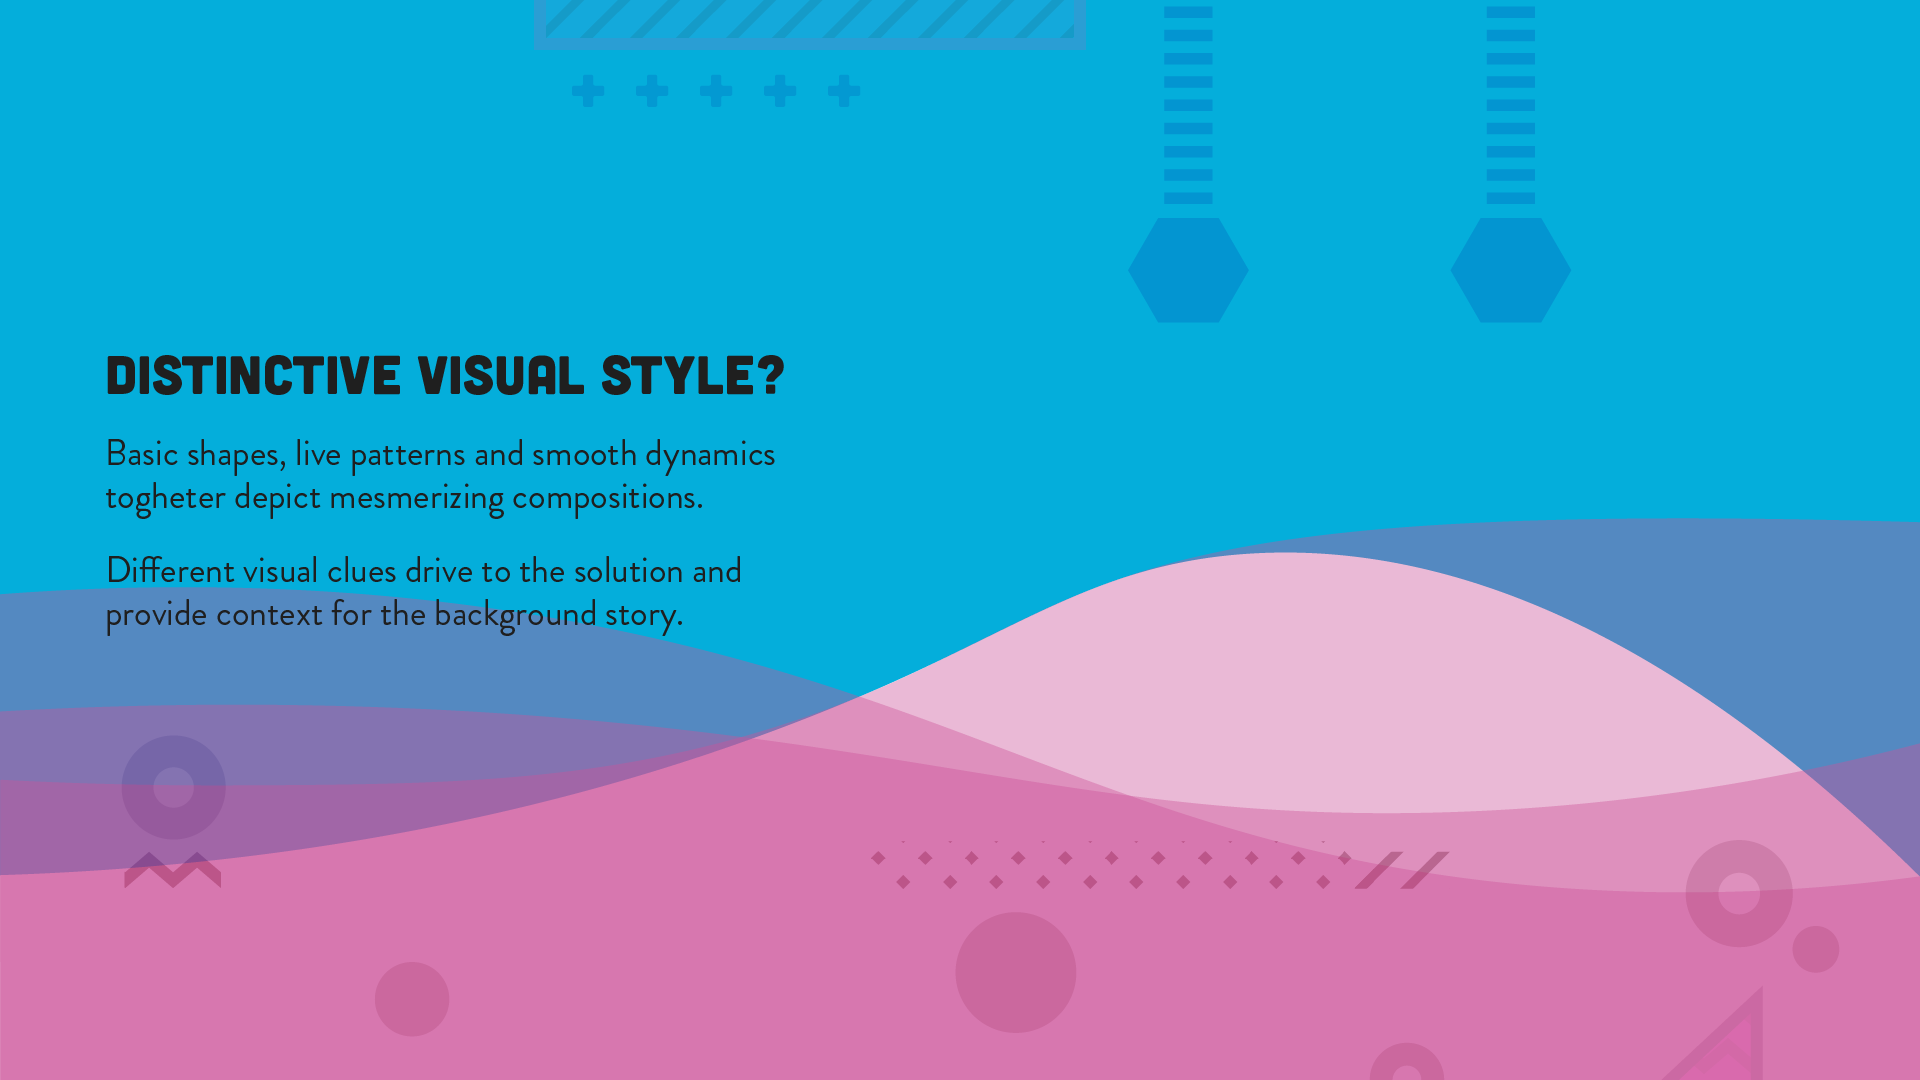 DISTINCTIVE VISUAL STYLE?
Basic shapes, live patterns and smooth dynamics
togheter depict mesmerizing compositions.
Different visual clues drive to the solution and
provide context for the background story.